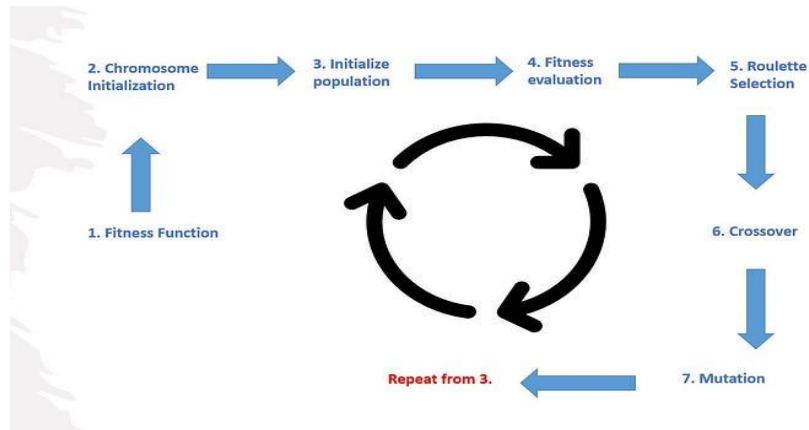 2. Chromosome
Initialization
3. Initialize
population
4. Fitness
evaluation
5. Roulette
Selection
1. Fitness Function
6. Crossover
Repeat from 3.
7. Mutation